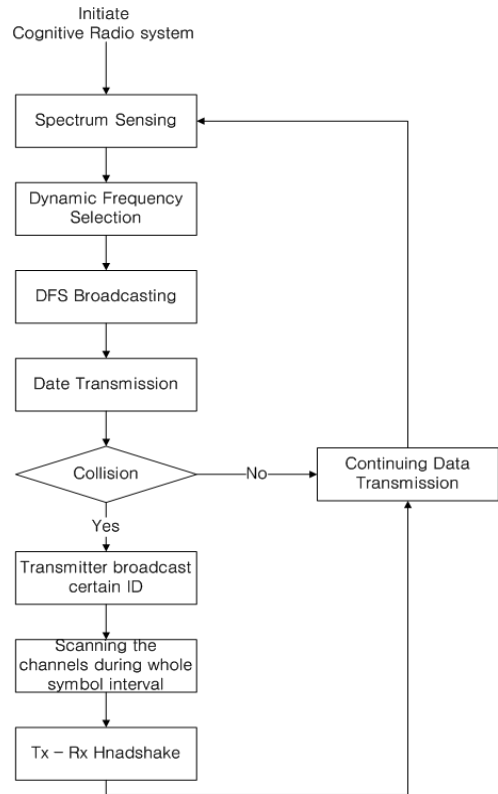 Initiate
Cognitive Radio system
Spectrum Sensing
Dynamic Frequency
Selection
DFS Broadcasting
Date Transmission
Collision
No
Continuing Data
Transmission
Yes
Transmitter broadcast
certain ID
Scanning the
channels during whole
symbol interval
Tx – Rx Hnadshake